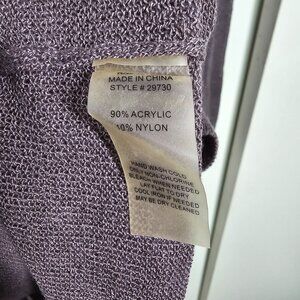 MADE IN CHINA
STYLE # 29730
90% ACRYLIC
10% NYLON
HAND WASH COLD
ONLY NON-CHLORINE
BLEACH WHEN NEEDED
LAY FLAT TO DRY
COOL IRON IF NEEDED
MAY BE DRY CLEANED